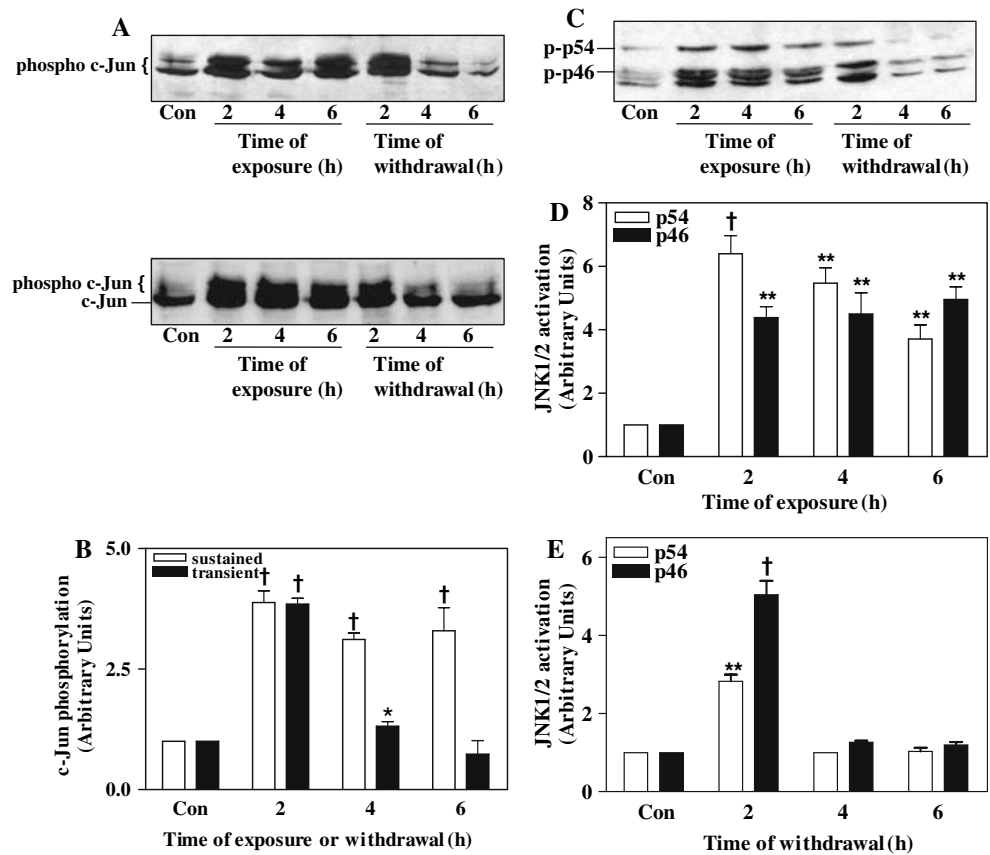 A
phospho c-Jun {
Con 2 4 6 2 4 6
Time of exposure (h)
Time of withdrawal (h)
phospho c-Jun {
c-Jun
Con 2 4 6 2 4 6
Time of exposure (h)
Time of withdrawal (h)
B
sustained
transient
c-Jun phosphorylation
(Arbitrary Units)
5.0
2.5
0.0
† † † * †
Con 2 4 6
Time of exposure or withdrawal (h)
C
p-p54
p-p46
Con 2 4 6 2 4 6
Time of exposure (h)
Time of withdrawal (h)
D
p54
p46
JNK1/2 activation
(Arbitrary Units)
8
6
4
2
0
† ** ** ** ** **
Con 2 4 6
Time of exposure (h)
E
p54
p46
JNK1/2 activation
(Arbitrary Units)
6
4
2
0
** †
Con 2 4 6
Time of withdrawal (h)